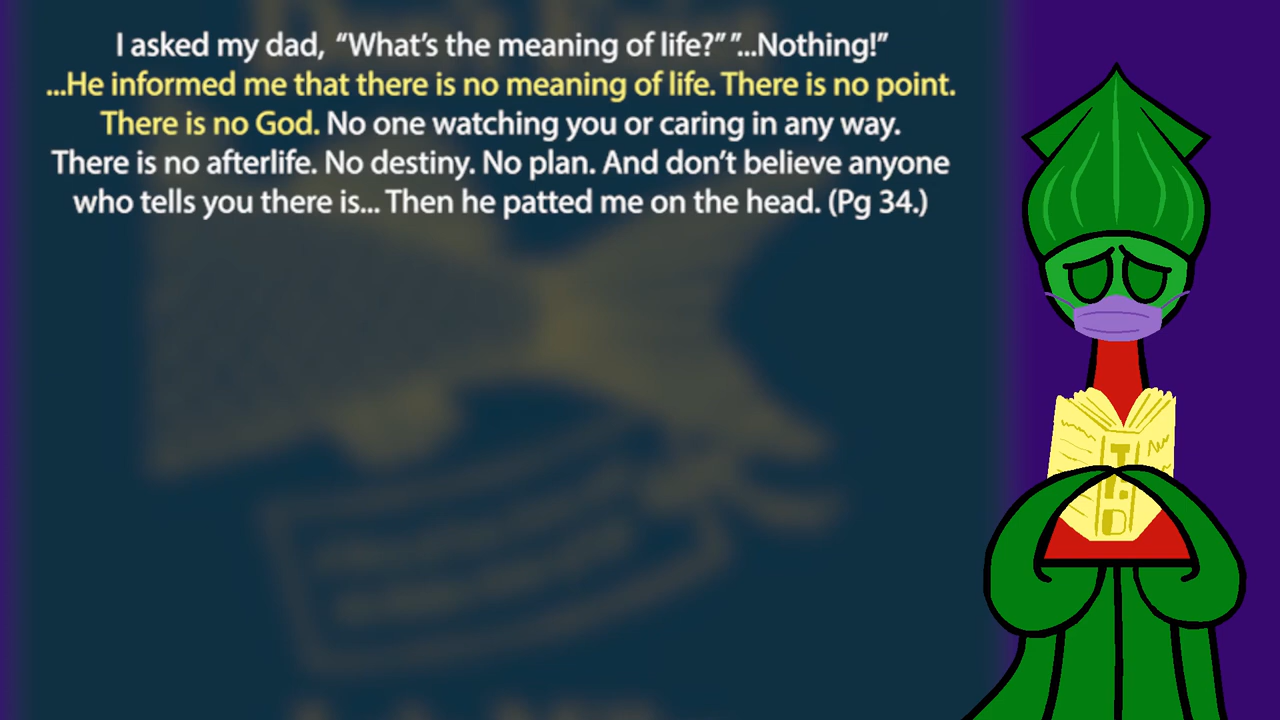 I asked my dad, “What’s the meaning of life?” ”...Nothing!”
...He informed me that there is no meaning of life. There is no point.
There is no God. No one watching you or caring in any way.
There is no afterlife. No destiny. No plan. And don’t believe anyone
who tells you there is... Then he patted me on the head. (Pg 34.)